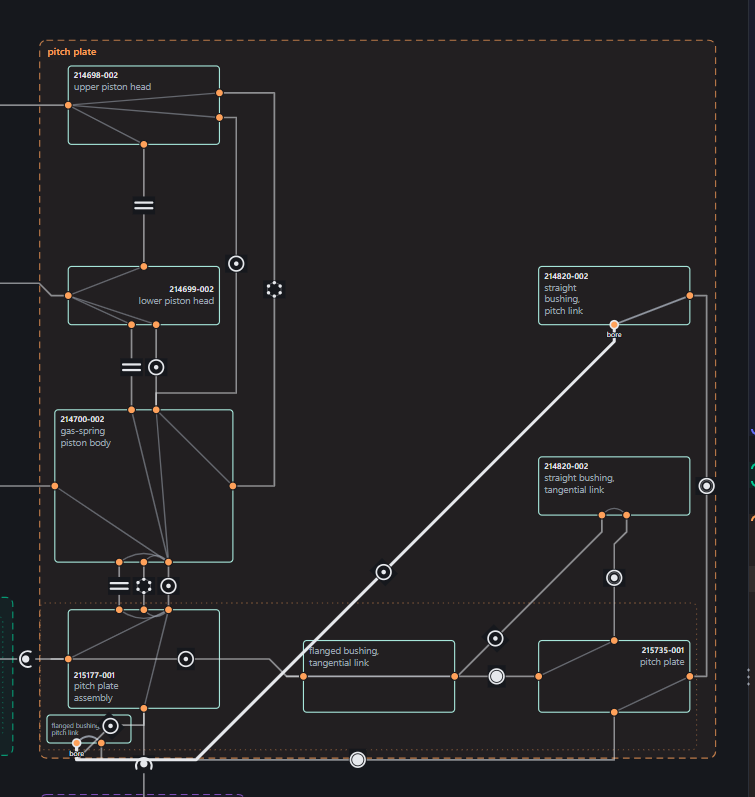 pitch plate
214698-002
upper piston head
214699-002
lower piston head
214820-002
straight
bushing,
pitch link
bore
214700-002
gas-spring
piston body
214820-002
straight bushing,
tangential link
flanged bushing,
tangential link
215735-001
pitch plate
215177-001
pitch plate
assembly
flanged bushing,
pitch link
bore